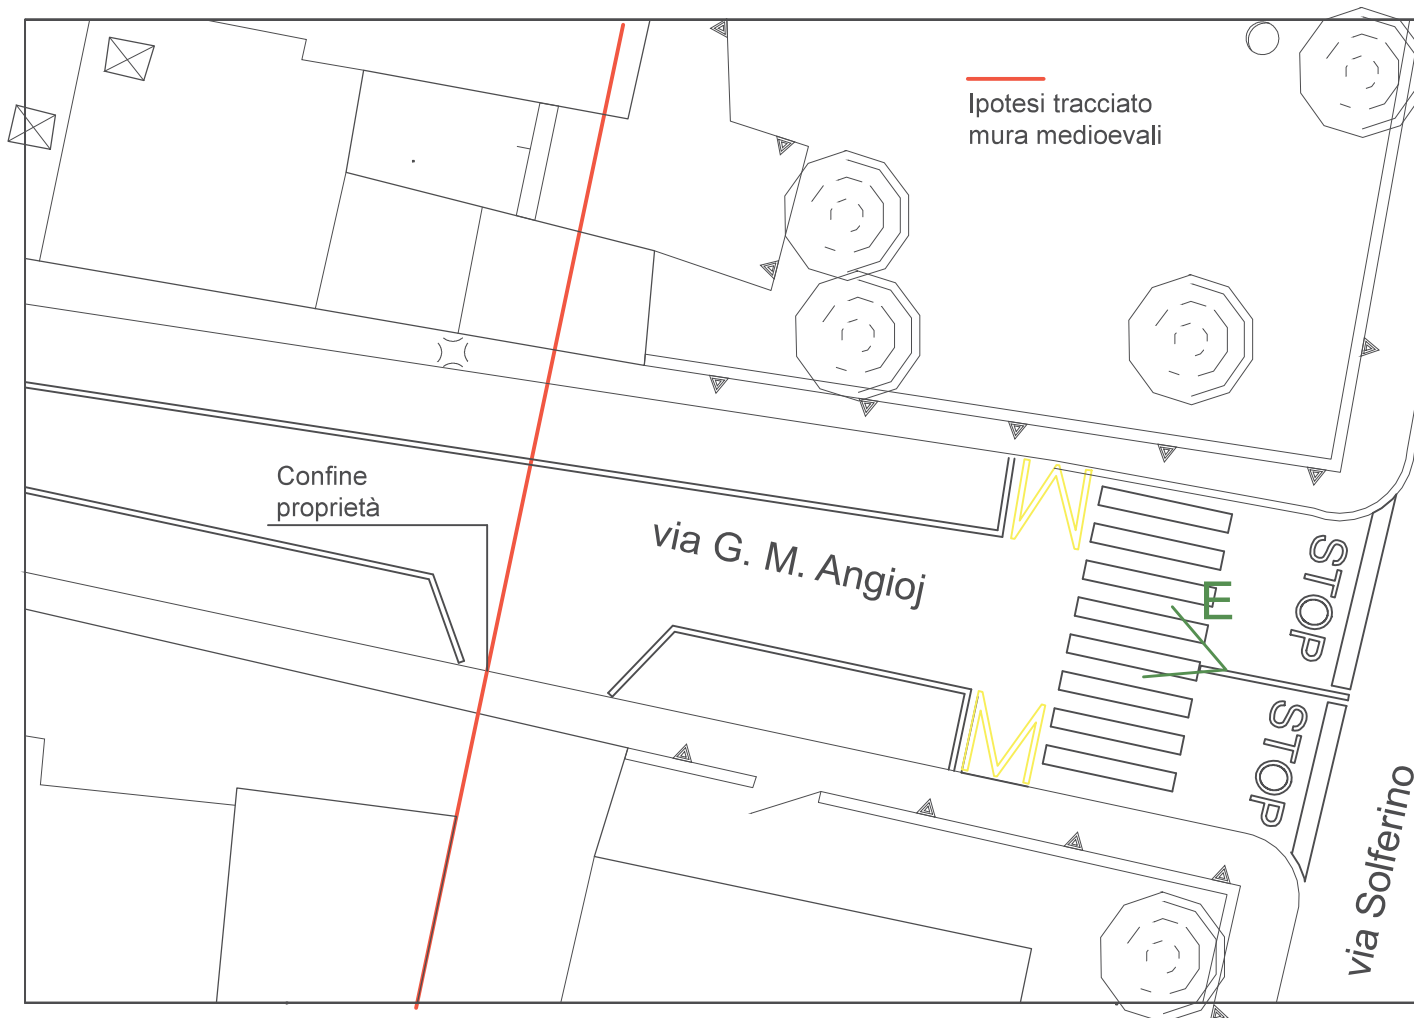 Ipotesi tracciato
mura medioevali
Confine
proprietà
via G. M. Angioj
M
E
STOP
M
STOP
via Solferino